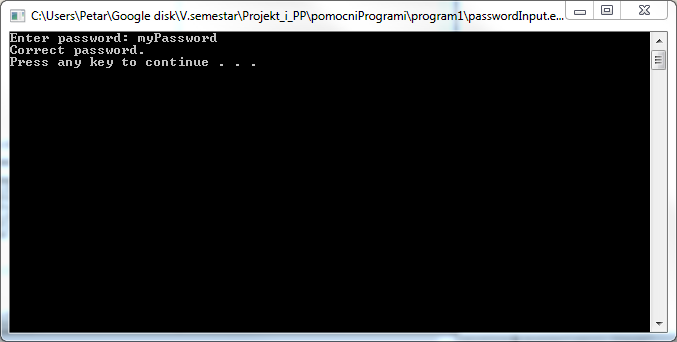 C:\Users\Petar\Google disk\V.semestar\Projekt_i_PP\pomocniProgrami\program1\passwordInput.e...
Enter password: myPassword
Correct password.
Press any key to continue . . .